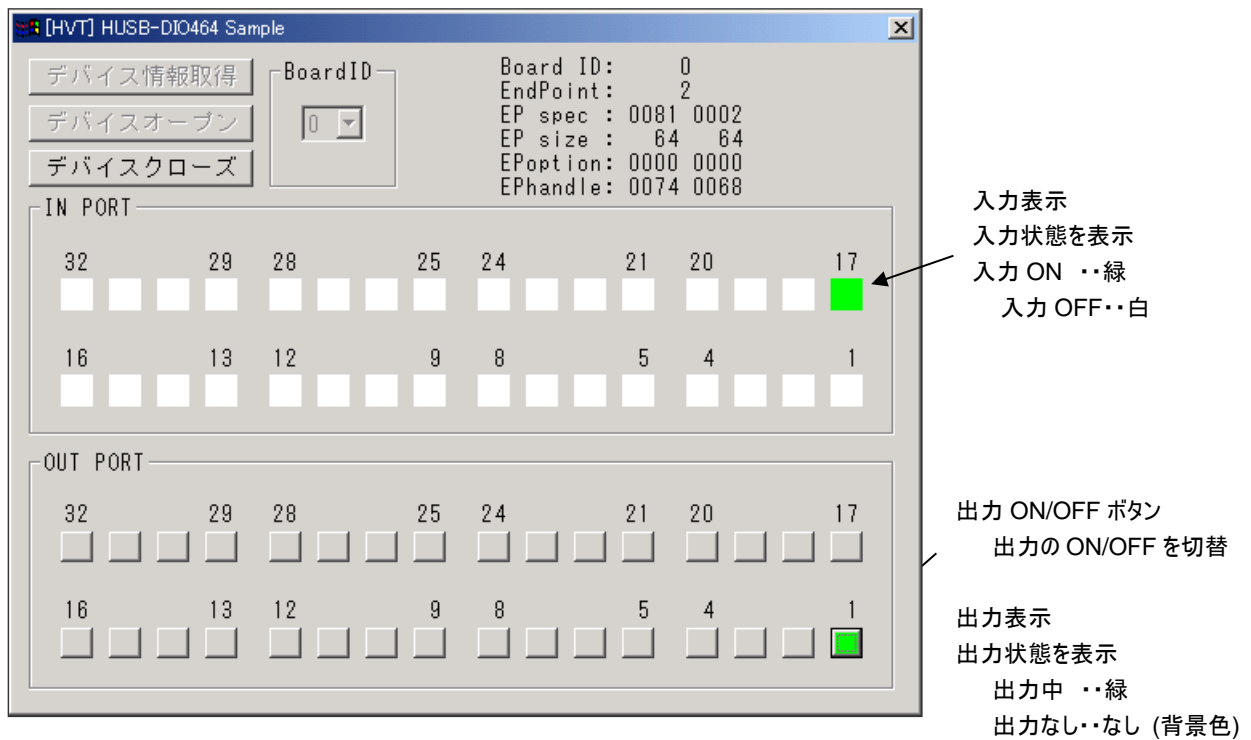 [HVT] HUSB-DIO464 Sample
デバイス情報取得
デバイスオープン
デバイスクローズ
BoardID
0
Board ID: 0
EndPoint: 2
EP spec : 0081 0002
EP size : 64 64
EPoption: 0000 0000
EPhandle: 0074 0068
IN PORT
32 29 28 25 24 21 20 17
16 13 12 9 8 5 4 1
入力表示
入力状態を表示
入力 ON ・・緑
入力 OFF・・白
OUT PORT
32 29 28 25 24 21 20 17
16 13 12 9 8 5 4 1
出力 ON/OFF ボタン
出力の ON/OFF を切替
出力表示
出力状態を表示
出力中 ・・緑
出力なし・・なし (背景色)